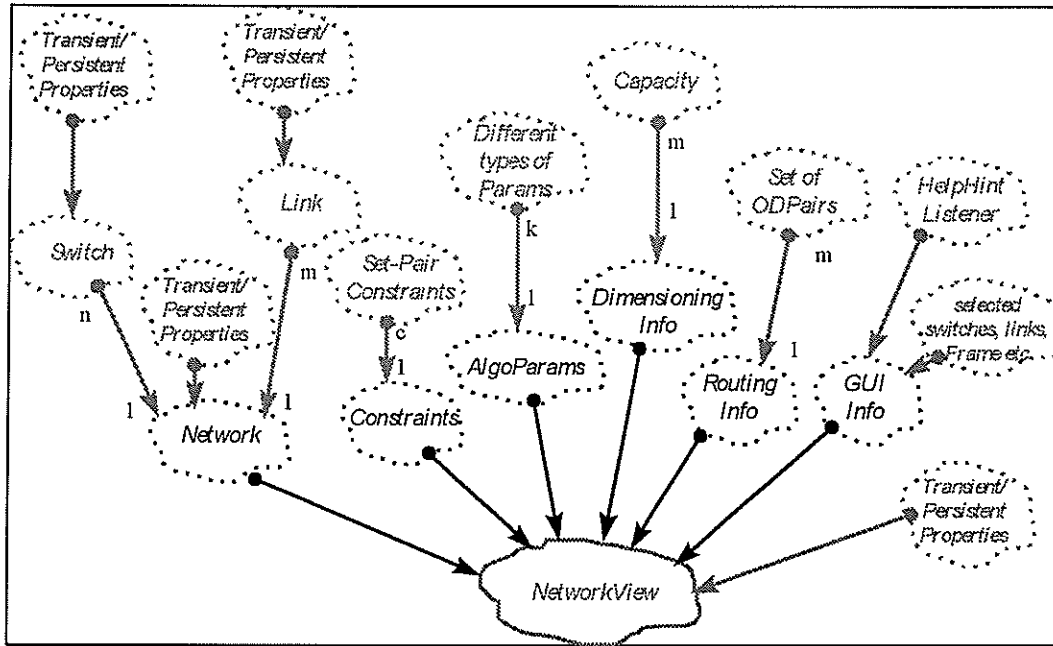 Transient/
Persistent
Properties
Transient/
Persistent
Properties
Capacity
m
Different
types of
Params
k
Set of
ODPairs
m
HelpHint
Listener
Link
m
Switch
n
Set-Pair
Constraints
c
1
Transient/
Persistent
Properties
1
1
Dimensioning
Info
selected
switches, links,
Frame etc.
AlgoParams
1
Routing
Info
GUI
Info
1
1
Network
1
Constraints
Transient/
Persistent
Properties
NetworkView